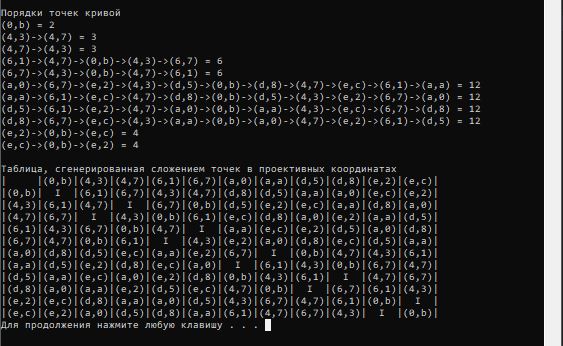 Порядки точек кривой
(0,b) = 2
(4,3)->(4,7) = 3
(4,7)->(4,3) = 3
(6,1)->(4,7)->(0,b)->(4,3)->(6,7) = 6
(6,7)->(4,3)->(0,b)->(4,7)->(6,1) = 6
(a,0)->(6,7)->(e,2)->(4,3)->(d,5)->(0,b)->(d,8)->(4,7)->(e,c)->(6,1)->(a,a) = 12
(a,a)->(6,1)->(e,c)->(4,7)->(d,8)->(0,b)->(d,5)->(4,3)->(e,2)->(6,7)->(a,0) = 12
(d,5)->(6,1)->(e,2)->(4,7)->(a,0)->(0,b)->(a,a)->(4,3)->(e,c)->(6,7)->(d,8) = 12
(d,8)->(6,7)->(e,c)->(4,3)->(a,a)->(0,b)->(a,0)->(4,7)->(e,2)->(6,1)->(d,5) = 12
(e,2)->(0,b)->(e,c) = 4
(e,c)->(0,b)->(e,2) = 4
Таблица, сгенерированная сложением точек в проективных координатах
|     |(0,b)|(4,3)|(4,7)|(6,1)|(6,7)|(a,0)|(a,a)|(d,5)|(d,8)|(e,2)|(e,c)|
|(0,b)|  I  |(6,1)|(6,7)|(4,3)|(4,7)|(d,8)|(d,5)|(a,a)|(a,0)|(e,c)|(e,2)|
|(4,3)|(6,1)|(4,7)|  I  |(6,7)|(0,b)|(d,5)|(e,2)|(e,c)|(a,a)|(d,8)|(a,0)|
|(4,7)|(6,7)|  I  |(4,3)|(0,b)|(6,1)|(e,c)|(d,8)|(a,0)|(e,2)|(a,a)|(d,5)|
|(6,1)|(4,3)|(6,7)|(0,b)|(4,7)|  I  |(a,a)|(e,c)|(e,2)|(d,5)|(a,0)|(d,8)|
|(6,7)|(4,7)|(0,b)|(6,1)|  I  |(4,3)|(e,2)|(a,0)|(d,8)|(e,c)|(d,5)|(a,a)|
|(a,0)|(d,8)|(d,5)|(e,c)|(a,a)|(e,2)|(6,7)|  I  |(0,b)|(4,7)|(4,3)|(6,1)|
|(a,a)|(d,5)|(e,2)|(d,8)|(e,c)|(a,0)|  I  |(6,1)|(4,3)|(0,b)|(6,7)|(4,7)|
|(d,5)|(a,a)|(e,c)|(a,0)|(e,2)|(d,8)|(0,b)|(4,3)|(6,1)|  I  |(4,7)|(6,7)|
|(d,8)|(a,0)|(a,a)|(e,2)|(d,5)|(e,c)|(4,7)|(0,b)|  I  |(6,7)|(6,1)|(4,3)|
|(e,2)|(e,c)|(d,8)|(a,a)|(a,0)|(d,5)|(4,3)|(6,7)|(4,7)|(6,1)|(0,b)|  I  |
|(e,c)|(e,2)|(a,0)|(d,5)|(d,8)|(a,a)|(6,1)|(4,7)|(6,7)|(4,3)|  I  |(0,b)|
Для продолжения нажмите любую клавишу . . .